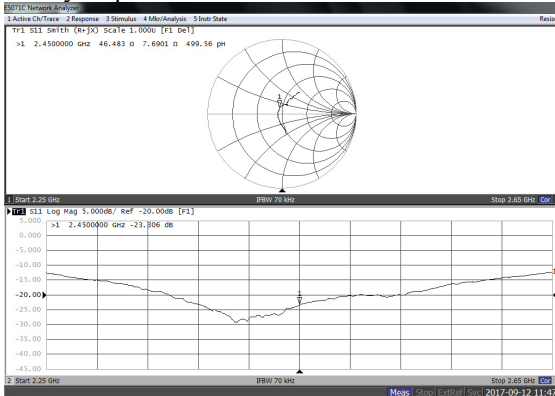 E5071C Network Analyzer
1 Active Ch/Trace 2 Response 3 Stimulus 4 Mkr/Analysis 5 Instr State
Resize
Tr1 S11 Smith (R+jX) Scale 1.000U [F1 Del]
>1 2.4500000 GHz 46.483 Ω 7.6901 Ω 499.56 pH
1
1 Start 2.25 GHz IFBW 70 kHz Stop 2.65 GHz Cor
Tr1 S11 Log Mag 5.000dB/ Ref -20.00dB [F1]
5.000
>1 2.4500000 GHz -23.306 dB
0.000
-5.000
-10.00
-15.00
-20.00
1
-25.00
-30.00
-35.00
-40.00
-45.00
2 Start 2.25 GHz IFBW 70 kHz Stop 2.65 GHz Cor
Meas Stop ExtRef Svc 2017-09-12 11:47